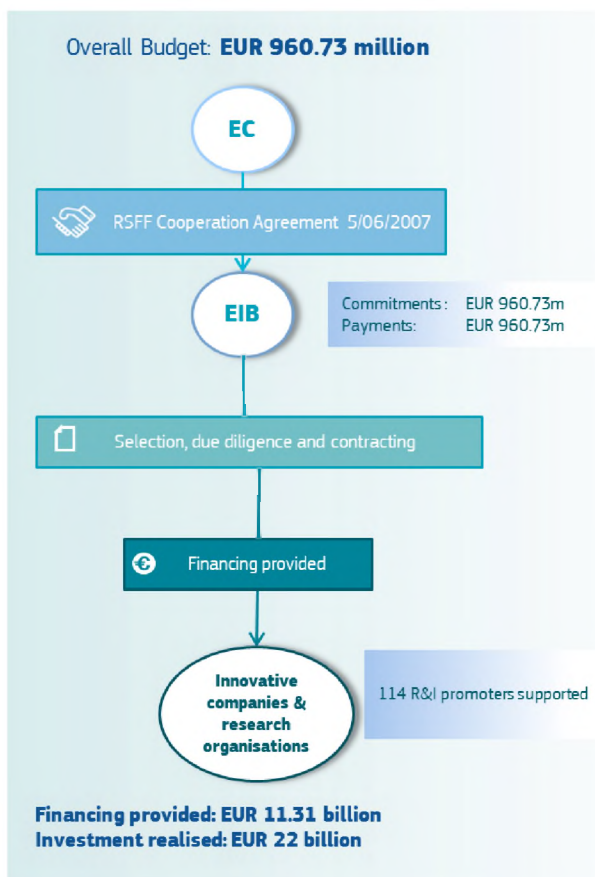 Overall Budget: EUR 960.73 million
EC
RSFF Cooperation Agreement 5/06/2007
EIB
Commitments: EUR 960.73m
Payments: EUR 960.73m
Selection, due diligence and contracting
Financing provided
Innovative
companies &
research
organisations
114 R&I promoters supported
Financing provided: EUR 11.31 billion
Investment realised: EUR 22 billion